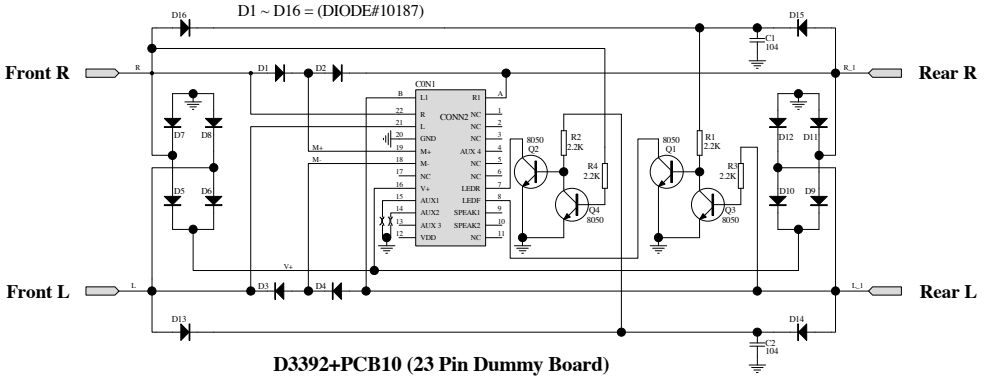 D1 ~ D16 = (DIODE#10187)
D16
D15
C1
104
Front R
R
D1
D2
R_1
Rear R
CON1
B
L1
R1
A
CONN2
22
R
NC
1
21
L
NC
2
20
GND
NC
3
M+
19
M+
AUX 4
4
M-
18
M-
NC
5
17
NC
NC
6
16
V+
LEDR
7
15
AUX1
LEDF
8
14
AUX2
SPEAK1
9
13
AUX 3
SPEAK2
10
12
VDD
NC
11
D7
D8
D5
D6
8050
Q2
R2
2.2K
R4
2.2K
Q4
8050
8050
Q1
R1
2.2K
R3
2.2K
Q3
8050
D12
D11
D10
D9
V+
Front L
L
D3
D4
L_1
Rear L
D13
D14
C2
104
D3392+PCB10 (23 Pin Dummy Board)